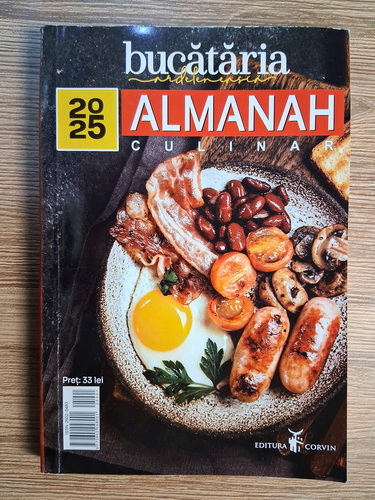 bucătăria
ardelenească
2025
ALMANAH
CULINAR
Preț: 33 lei
EDITURA CORVIN